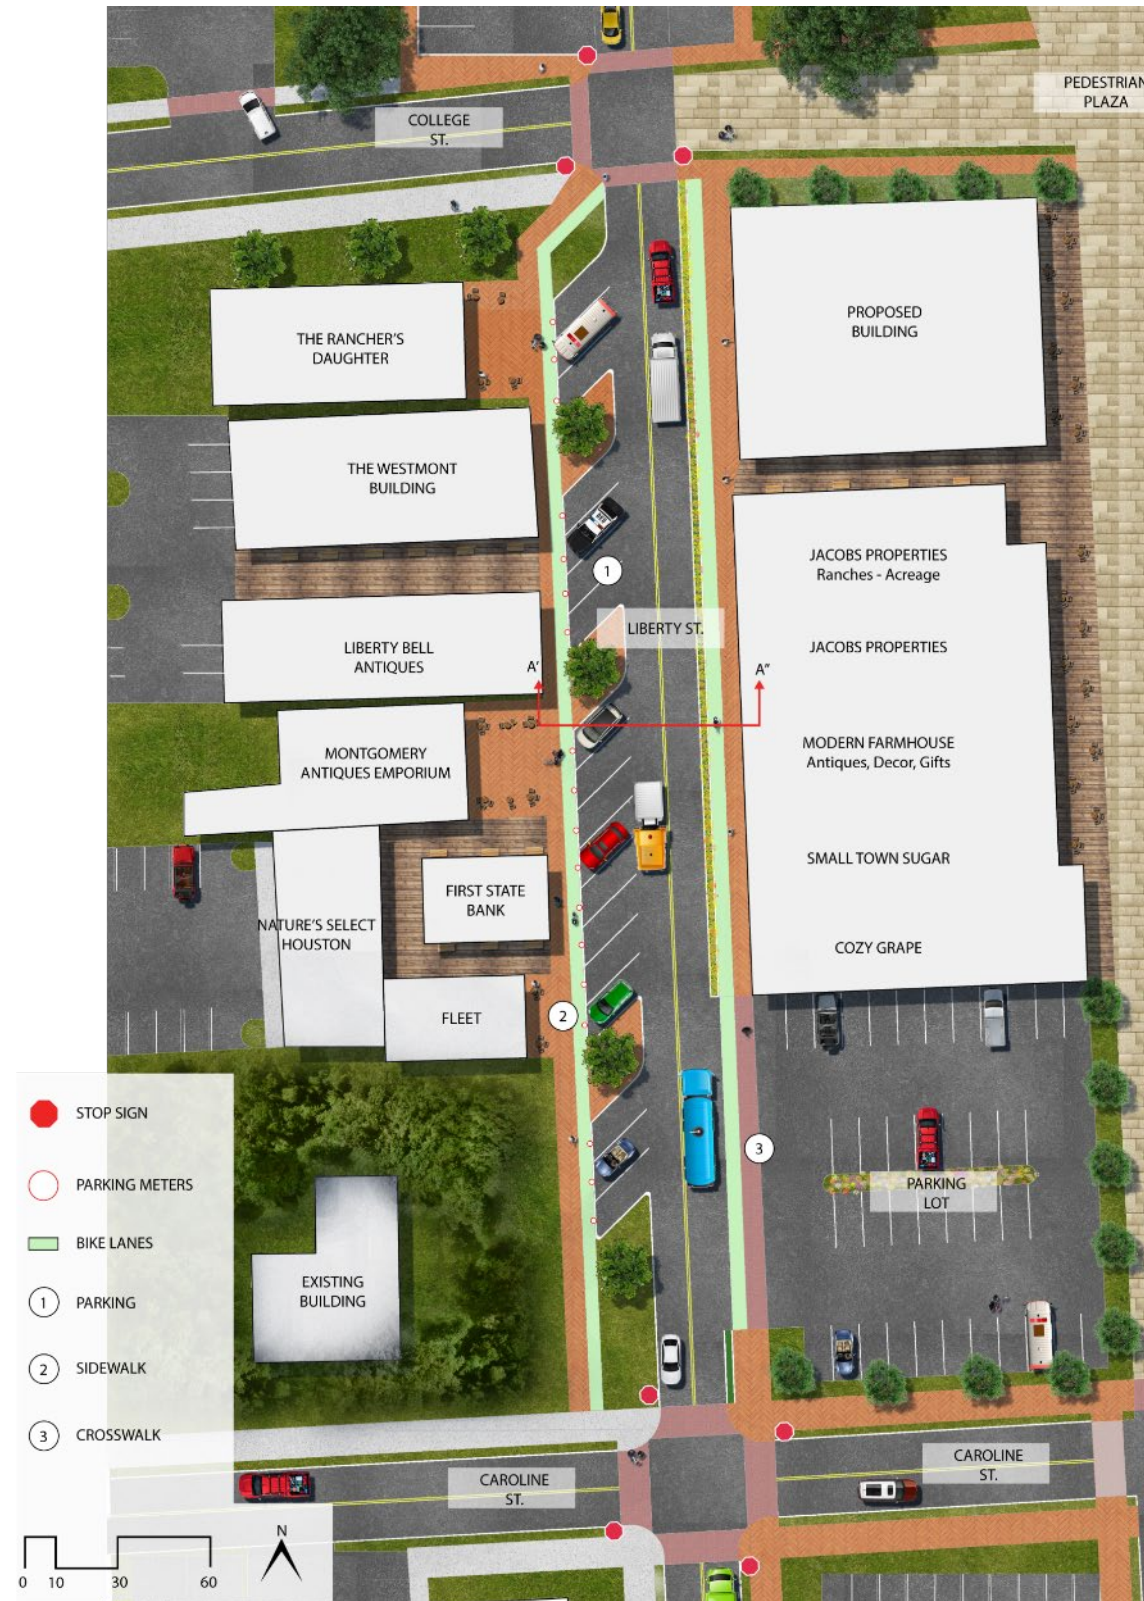 PEDESTRIAN
PLAZA
COLLEGE
ST.
THE RANCHER'S
DAUGHTER
PROPOSED
BUILDING
THE WESTMONT
BUILDING
JACOBS PROPERTIES
Ranches - Acreage
1
LIBERTY ST.
LIBERTY BELL
ANTIQUES
JACOBS PROPERTIES
A'
A"
MONTGOMERY
ANTIQUES EMPORIUM
MODERN FARMHOUSE
Antiques, Decor, Gifts
SMALL TOWN SUGAR
FIRST STATE
BANK
NATURE'S SELECT
HOUSTON
COZY GRAPE
FLEET
2
STOP SIGN
3
PARKING METERS
PARKING
LOT
BIKE LANES
EXISTING
BUILDING
1 PARKING
2 SIDEWALK
3 CROSSWALK
CAROLINE
ST.
CAROLINE
ST.
N
0 10 30 60